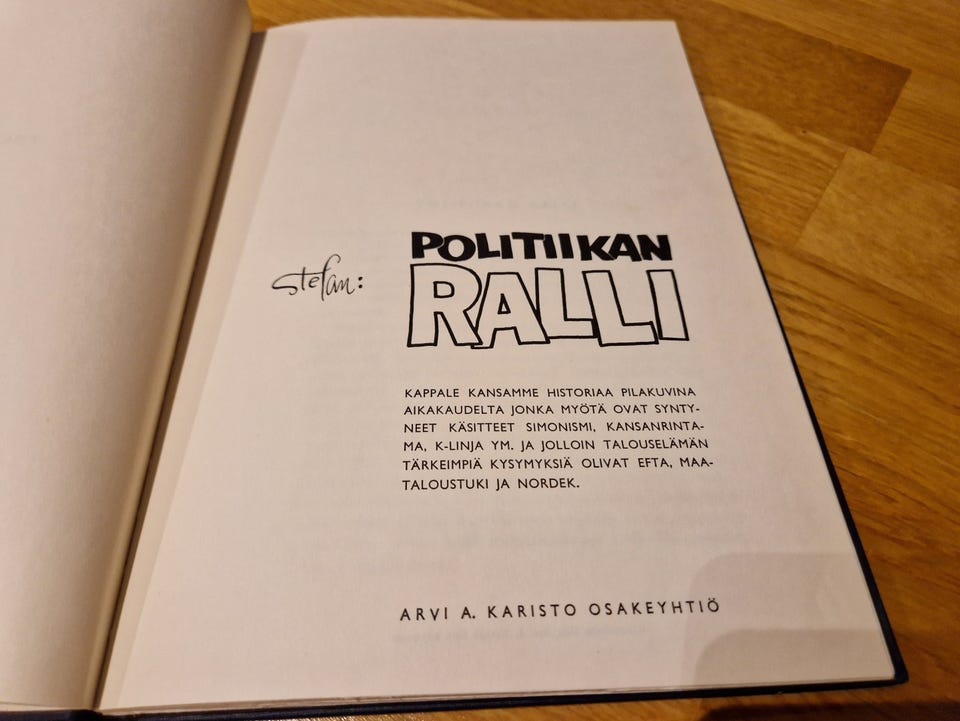 POLITIIKAN
stefan: RALLI
KAPPALE KANSAMME HISTORIAA PILAKUVINA
AIKAKAUDELTA JONKA MYÖTÄ OVAT SYNTY-
NEET KÄSITTEET SIMONISMI, KANSANRINTA-
MA, K-LINJA YM. JA JOLLOIN TALOUSELÄMÄN
TÄRKEIMPIÄ KYSYMYKSIÄ OLIVAT EFTA, MAA-
TALOUSTUKI JA NORDEK.
ARVI A. KARISTO OSAKEYHTIÖ